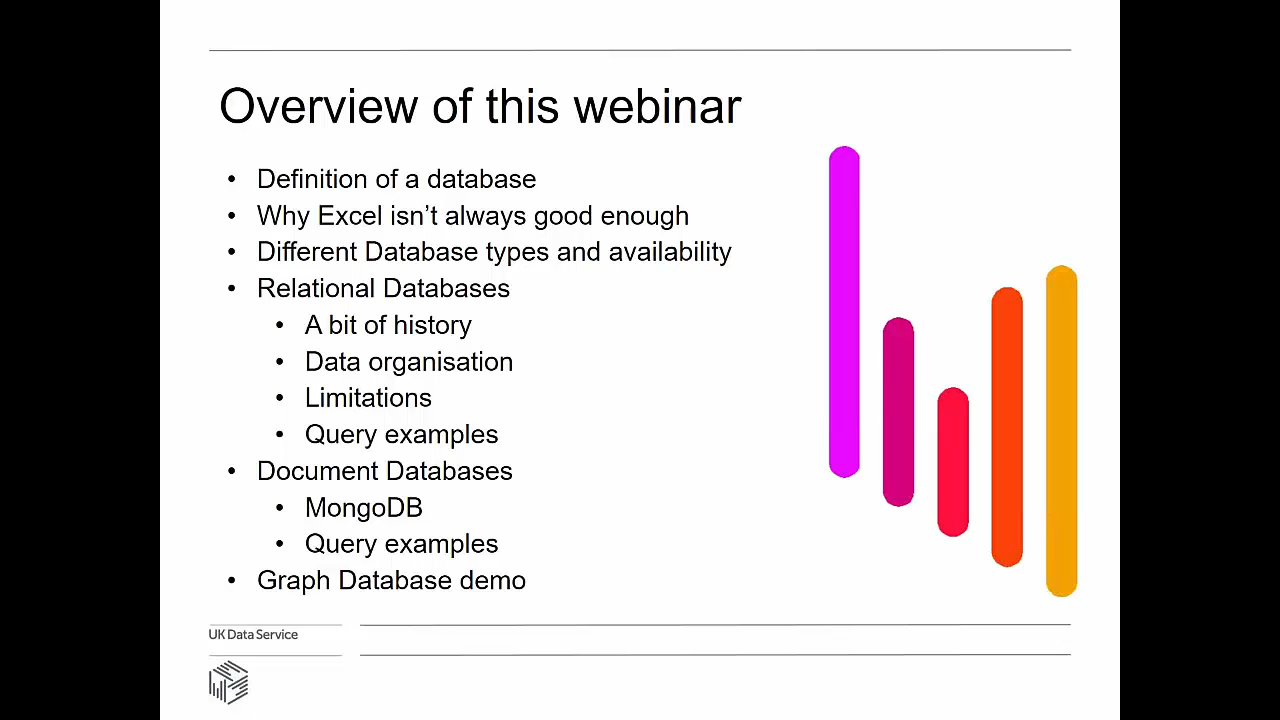 Overview of this webinar
• Definition of a database
• Why Excel isn’t always good enough
• Different Database types and availability
• Relational Databases
• A bit of history
• Data organisation
• Limitations
• Query examples
• Document Databases
• MongoDB
• Query examples
• Graph Database demo
UK Data Service